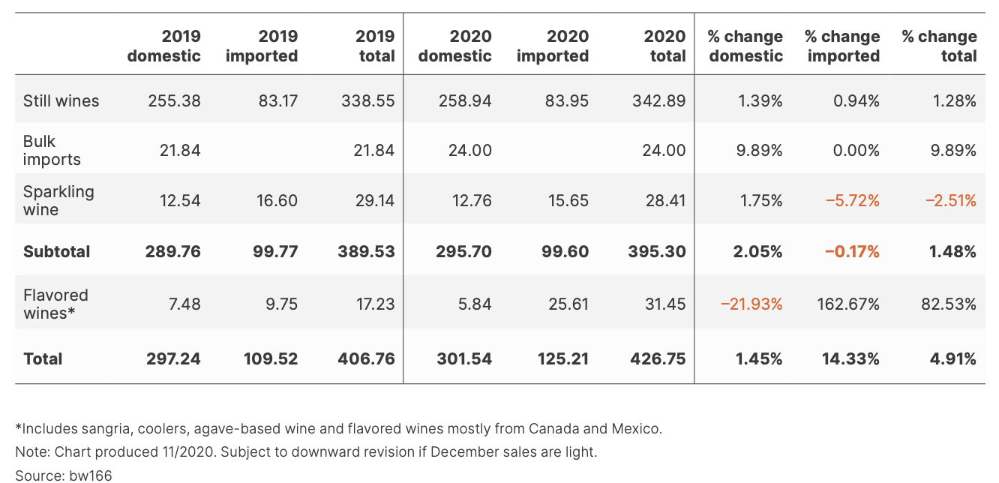 2019 domestic 2019 imported 2019 total 2020 domestic 2020 imported 2020 total % change domestic % change imported % change total
Still wines 255.38 83.17 338.55 258.94 83.95 342.89 1.39% 0.94% 1.28%
Bulk imports 21.84 21.84 24.00 24.00 9.89% 0.00% 9.89%
Sparkling wine 12.54 16.60 29.14 12.76 15.65 28.41 1.75% –5.72% –2.51%
Subtotal 289.76 99.77 389.53 295.70 99.60 395.30 2.05% –0.17% 1.48%
Flavored wines* 7.48 9.75 17.23 5.84 25.61 31.45 –21.93% 162.67% 82.53%
Total 297.24 109.52 406.76 301.54 125.21 426.75 1.45% 14.33% 4.91%
*Includes sangria, coolers, agave-based wine and flavored wines mostly from Canada and Mexico.
Note: Chart produced 11/2020. Subject to downward revision if December sales are light.
Source: bw166